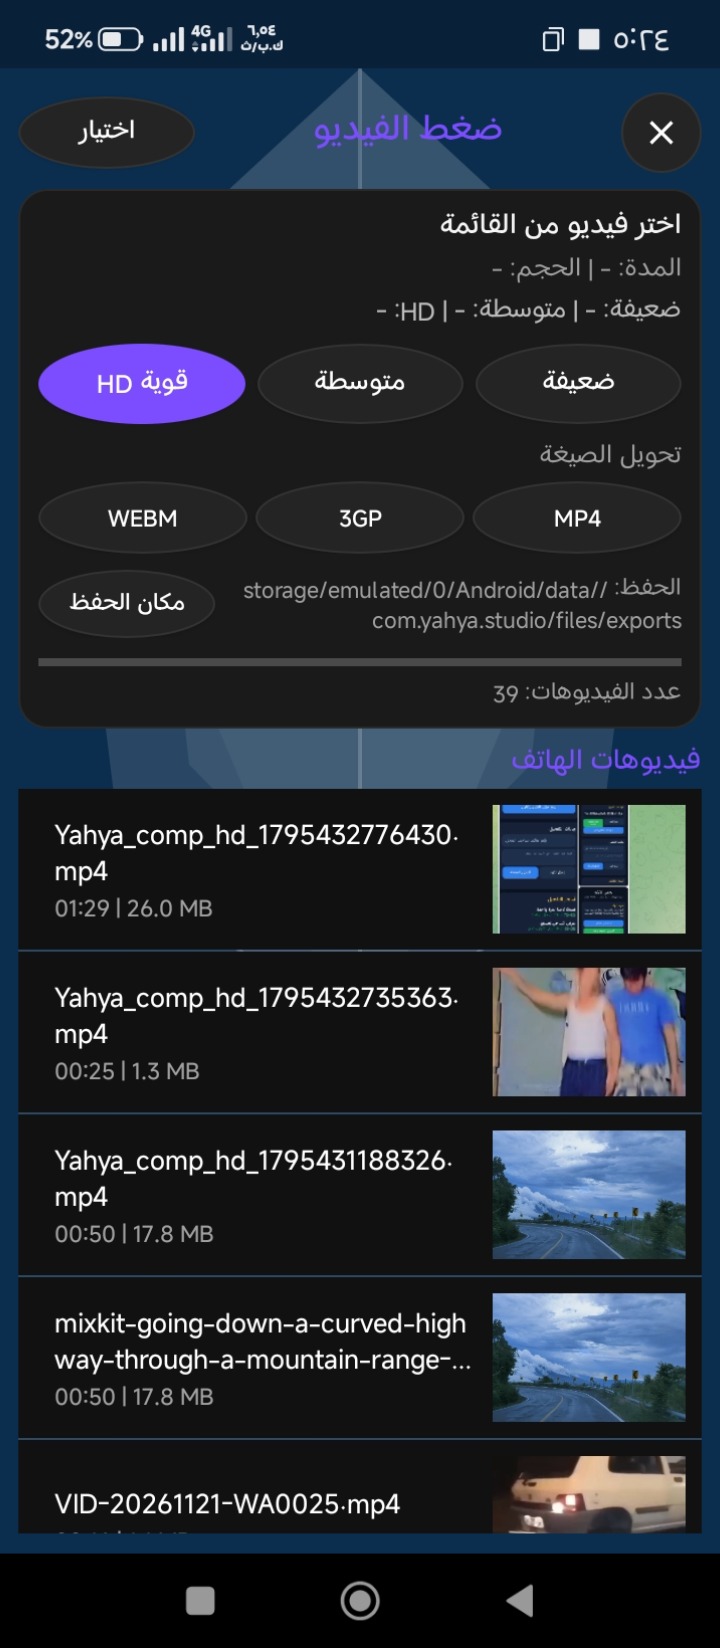 ٥:٢٤
٦,٥٤ ك.ب/ث 4G 52%
ضغط الفيديو
اختيار
اختر فيديو من القائمة
المدة: - | الحجم: -
ضعيفة: - | متوسطة: - | HD: -
ضعيفة
متوسطة
قوية HD
تحويل الصيغة
MP4
3GP
WEBM
الحفظ: /storage/emulated/0/Android/data/
com.yahya.studio/files/exports
مكان الحفظ
عدد الفيديوهات: 39
فيديوهات الهاتف
Yahya_comp_hd_1795432776430.
mp4
01:29 | 26.0 MB
Yahya_comp_hd_1795432735363.
mp4
00:25 | 1.3 MB
Yahya_comp_hd_1795431188326.
mp4
00:50 | 17.8 MB
mixkit-going-down-a-curved-high
way-through-a-mountain-range-...
00:50 | 17.8 MB
VID-20261121-WA0025.mp4